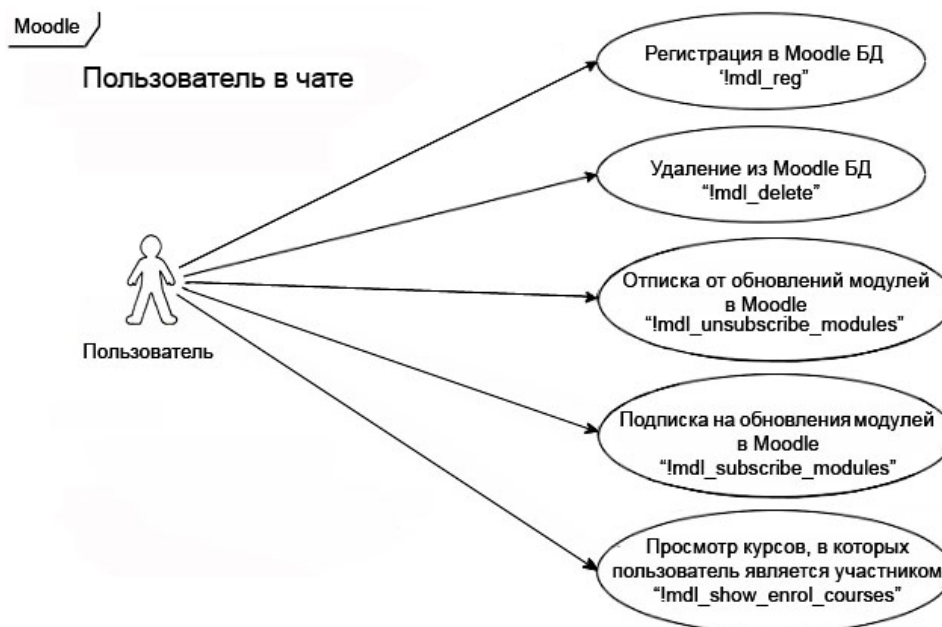 Moodle
Пользователь в чате
Регистрация в Moodle БД
“!mdl_reg”
Удаление из Moodle БД
“!mdl_delete”
Отписка от обновлений модулей
в Moodle
“!mdl_unsubscribe_modules”
Пользователь
Подписка на обновления модулей
в Moodle
“!mdl_subscribe_modules”
Просмотр курсов, в которых
пользователь является участником
“!mdl_show_enrol_courses”